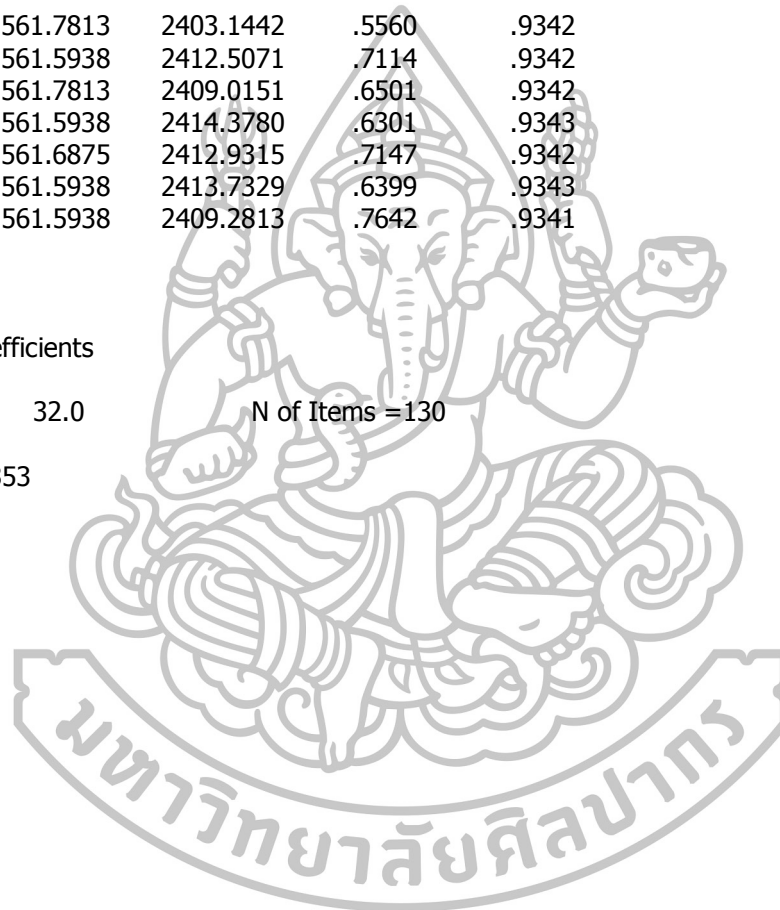 561.7813 2403.1442 .5560 .9342
561.5938 2412.5071 .7114 .9342
561.7813 2409.0151 .6501 .9342
561.5938 2414.3780 .6301 .9343
561.6875 2412.9315 .7147 .9342
561.5938 2413.7329 .6399 .9343
561.5938 2409.2813 .7642 .9341
efficients
32.0 N of Items =130
353
มหาวิทยาลัยศิลปากร